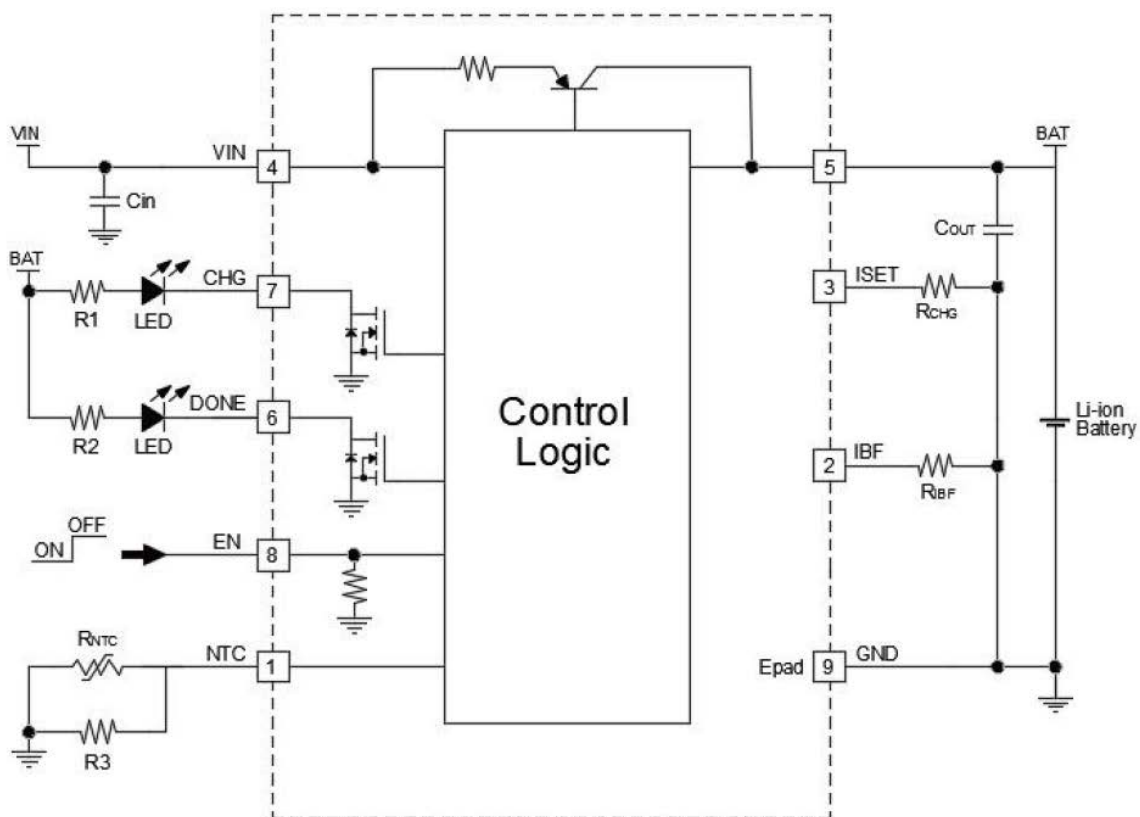 VIN
VIN
4
Cin
BAT
R1
LED
CHG
7
R2
LED
DONE
6
ON
OFF
EN
8
RNTC
NTC
1
R3
Control
Logic
5
BAT
COUT
3
ISET
RCHG
2
IBF
RIBF
Li-ion
Battery
Epad
9
GND